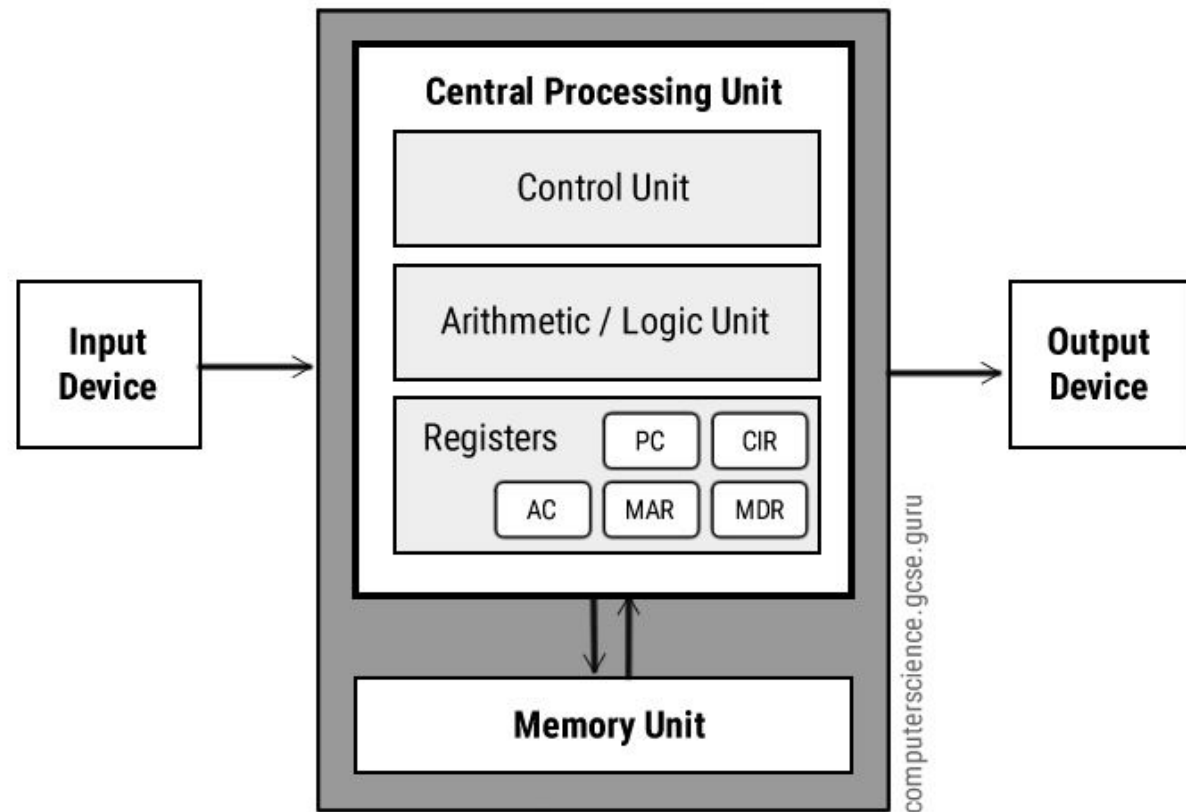 Central Processing Unit
Control Unit
Arithmetic / Logic Unit
Input
Device
Output
Device
Registers
PC
CIR
AC
MAR
MDR
Memory Unit
computerscience.gcse.guru